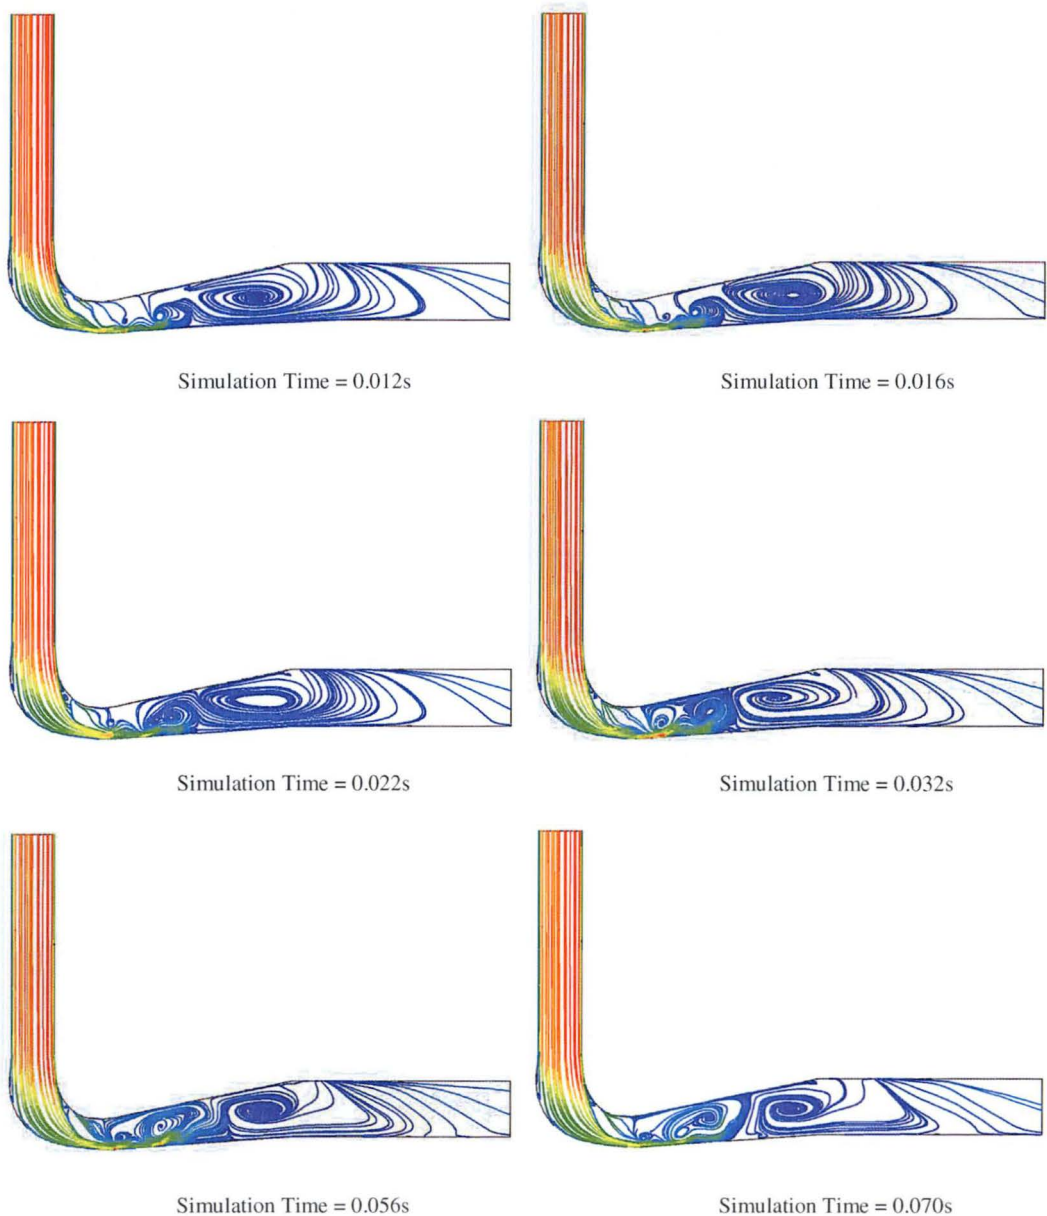 Simulation Time = 0.012s
Simulation Time = 0.016s
Simulation Time = 0.022s
Simulation Time = 0.032s
Simulation Time = 0.056s
Simulation Time = 0.070s